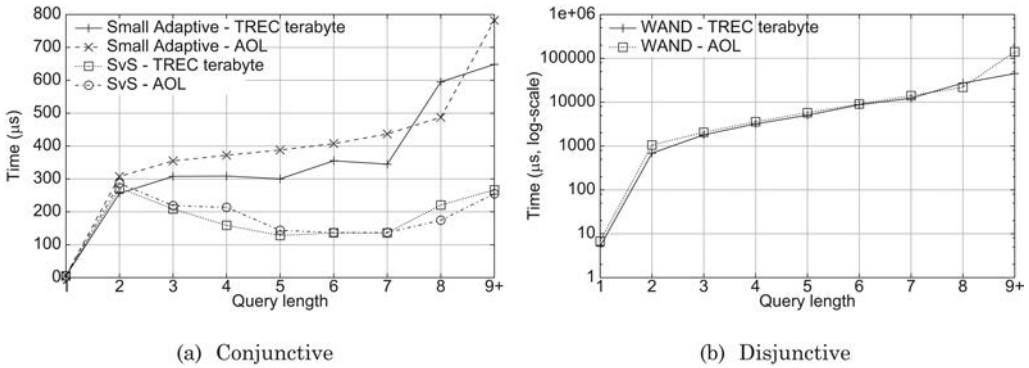 800
700
600
500
400
300
200
100
0
Time (µs)
Small Adaptive - TREC terabyte
Small Adaptive - AOL
SvS - TREC terabyte
SvS - AOL
1 2 3 4 5 6 7 8 9+
Query length
(a) Conjunctive
1e+06
100000
10000
1000
100
10
1
Time (µs, log-scale)
WAND - TREC terabyte
WAND - AOL
1 2 3 4 5 6 7 8 9+
Query length
(b) Disjunctive